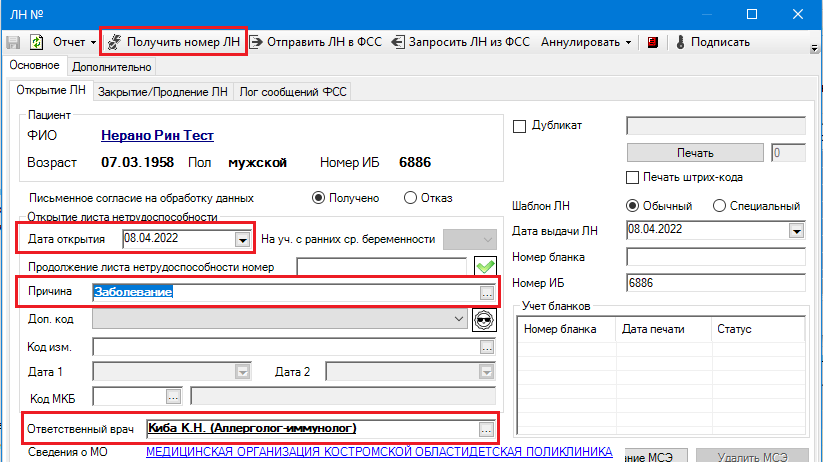 ЛН №
Отчет Получить номер ЛН Отправить ЛН в ФСС Запросить ЛН из ФСС Аннулировать Подписать
Основное Дополнительно
Открытие ЛН Закрытие/Продление ЛН Лог сообщений ФСС
Пациент
ФИО Нерано Рин Тест
Возраст 07.03.1958 Пол мужской Номер ИБ 6886
Письменное согласие на обработку данных Получено Отказ
Открытие листа нетрудоспособности
Дата открытия 08.04.2022 На уч. с ранних ср. беременности
Продолжение листа нетрудоспособности номер
Причина Заболевание ...
Доп. код
Код изм. ...
Дата 1 Дата 2
Код МКБ ...
Ответственный врач Киба К.Н. (Аллерголог-иммунолог) ...
Сведения о МО МЕДИЦИНСКАЯ ОРГАНИЗАЦИЯ КОСТРОМСКОЙ ОБЛАСТИДЕТСКАЯ ПОЛИКЛИНИКА
Дубликат
Печать 0
Печать штрих-кода
Шаблон ЛН Обычный Специальный
Дата выдачи ЛН 08.04.2022
Номер бланка
Номер ИБ 6886
Учет бланков
Номер бланка Дата печати Статус
ние МСЭ Удалить МСЭ